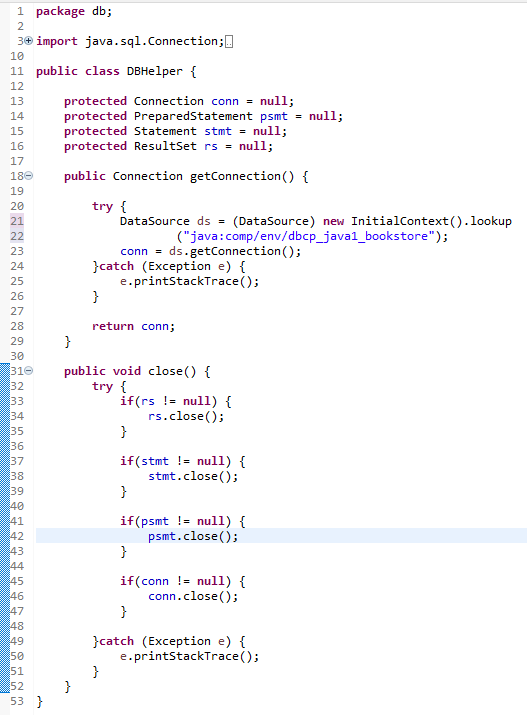 1 package db;
2
3 import java.sql.Connection;
10
11 public class DBHelper {
12
13     protected Connection conn = null;
14     protected PreparedStatement psmt = null;
15     protected Statement stmt = null;
16     protected ResultSet rs = null;
17
18     public Connection getConnection() {
19
20         try {
21             DataSource ds = (DataSource) new InitialContext().lookup
22                     ("java:comp/env/dbcp_java1_bookstore");
23             conn = ds.getConnection();
24         }catch (Exception e) {
25             e.printStackTrace();
26         }
27
28         return conn;
29     }
30
31     public void close() {
32         try {
33             if(rs != null) {
34                 rs.close();
35             }
36
37             if(stmt != null) {
38                 stmt.close();
39             }
40
41             if(psmt != null) {
42                 psmt.close();
43             }
44
45             if(conn != null) {
46                 conn.close();
47             }
48
49         }catch (Exception e) {
50             e.printStackTrace();
51         }
52     }
53 }